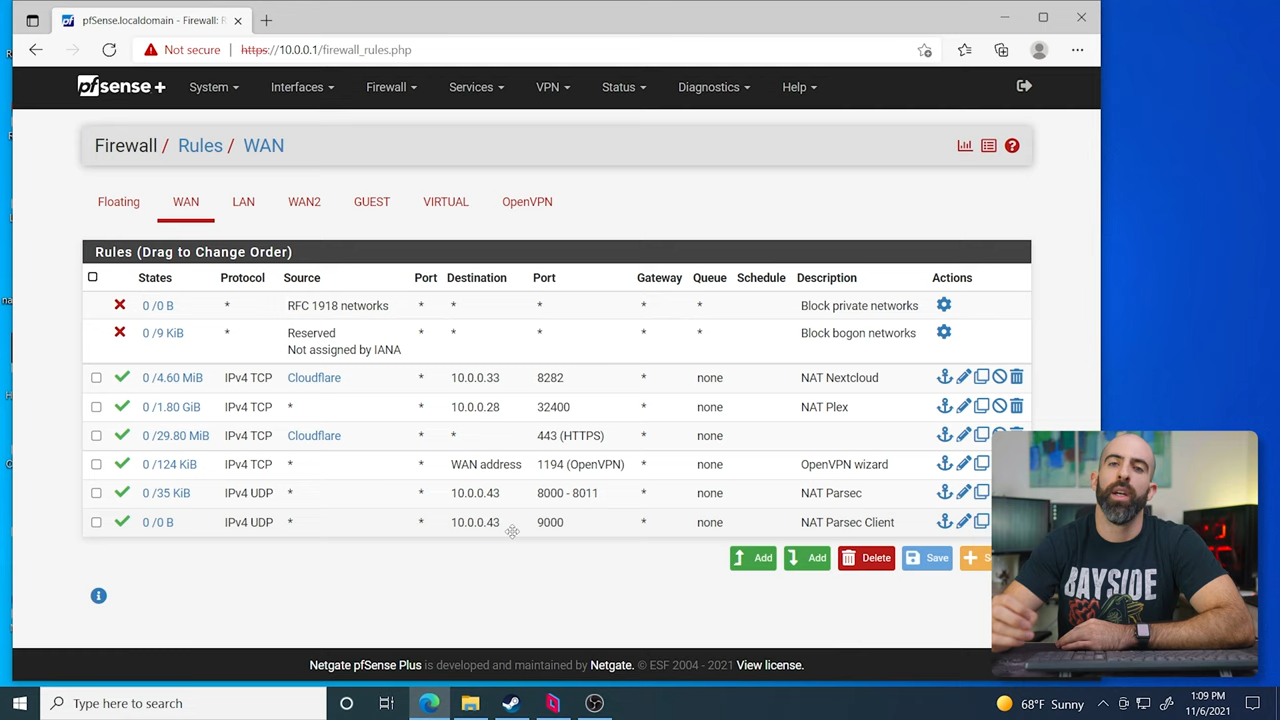 pfSense.localdomain - Firewall: R
Not secure https://10.0.0.1/firewall_rules.php
pfsense +
System Interfaces Firewall Services VPN Status Diagnostics Help
Firewall / Rules / WAN
Floating WAN LAN WAN2 GUEST VIRTUAL OpenVPN
Rules (Drag to Change Order)
States Protocol Source Port Destination Port Gateway Queue Schedule Description Actions
0 /0 B * RFC 1918 networks * * * * * Block private networks
0 /9 KiB * Reserved * * * * * Block bogon networks
Not assigned by IANA
0 /4.60 MiB IPv4 TCP Cloudflare * 10.0.0.33 8282 * none NAT Nextcloud
0 /1.80 GiB IPv4 TCP * * 10.0.0.28 32400 * none NAT Plex
0 /29.80 MiB IPv4 TCP Cloudflare * * 443 (HTTPS) * none
0 /124 KiB IPv4 TCP * * WAN address 1194 (OpenVPN) * none OpenVPN wizard
0 /35 KiB IPv4 UDP * * 10.0.0.43 8000 - 8011 * none NAT Parsec
0 /0 B IPv4 UDP * * 10.0.0.43 9000 * none NAT Parsec Client
Add Add Delete Save
BAYSIDE
Netgate pfSense Plus is developed and maintained by Netgate. © ESF 2004 - 2021 View license.
Type here to search
68°F Sunny
1:09 PM
11/6/2021